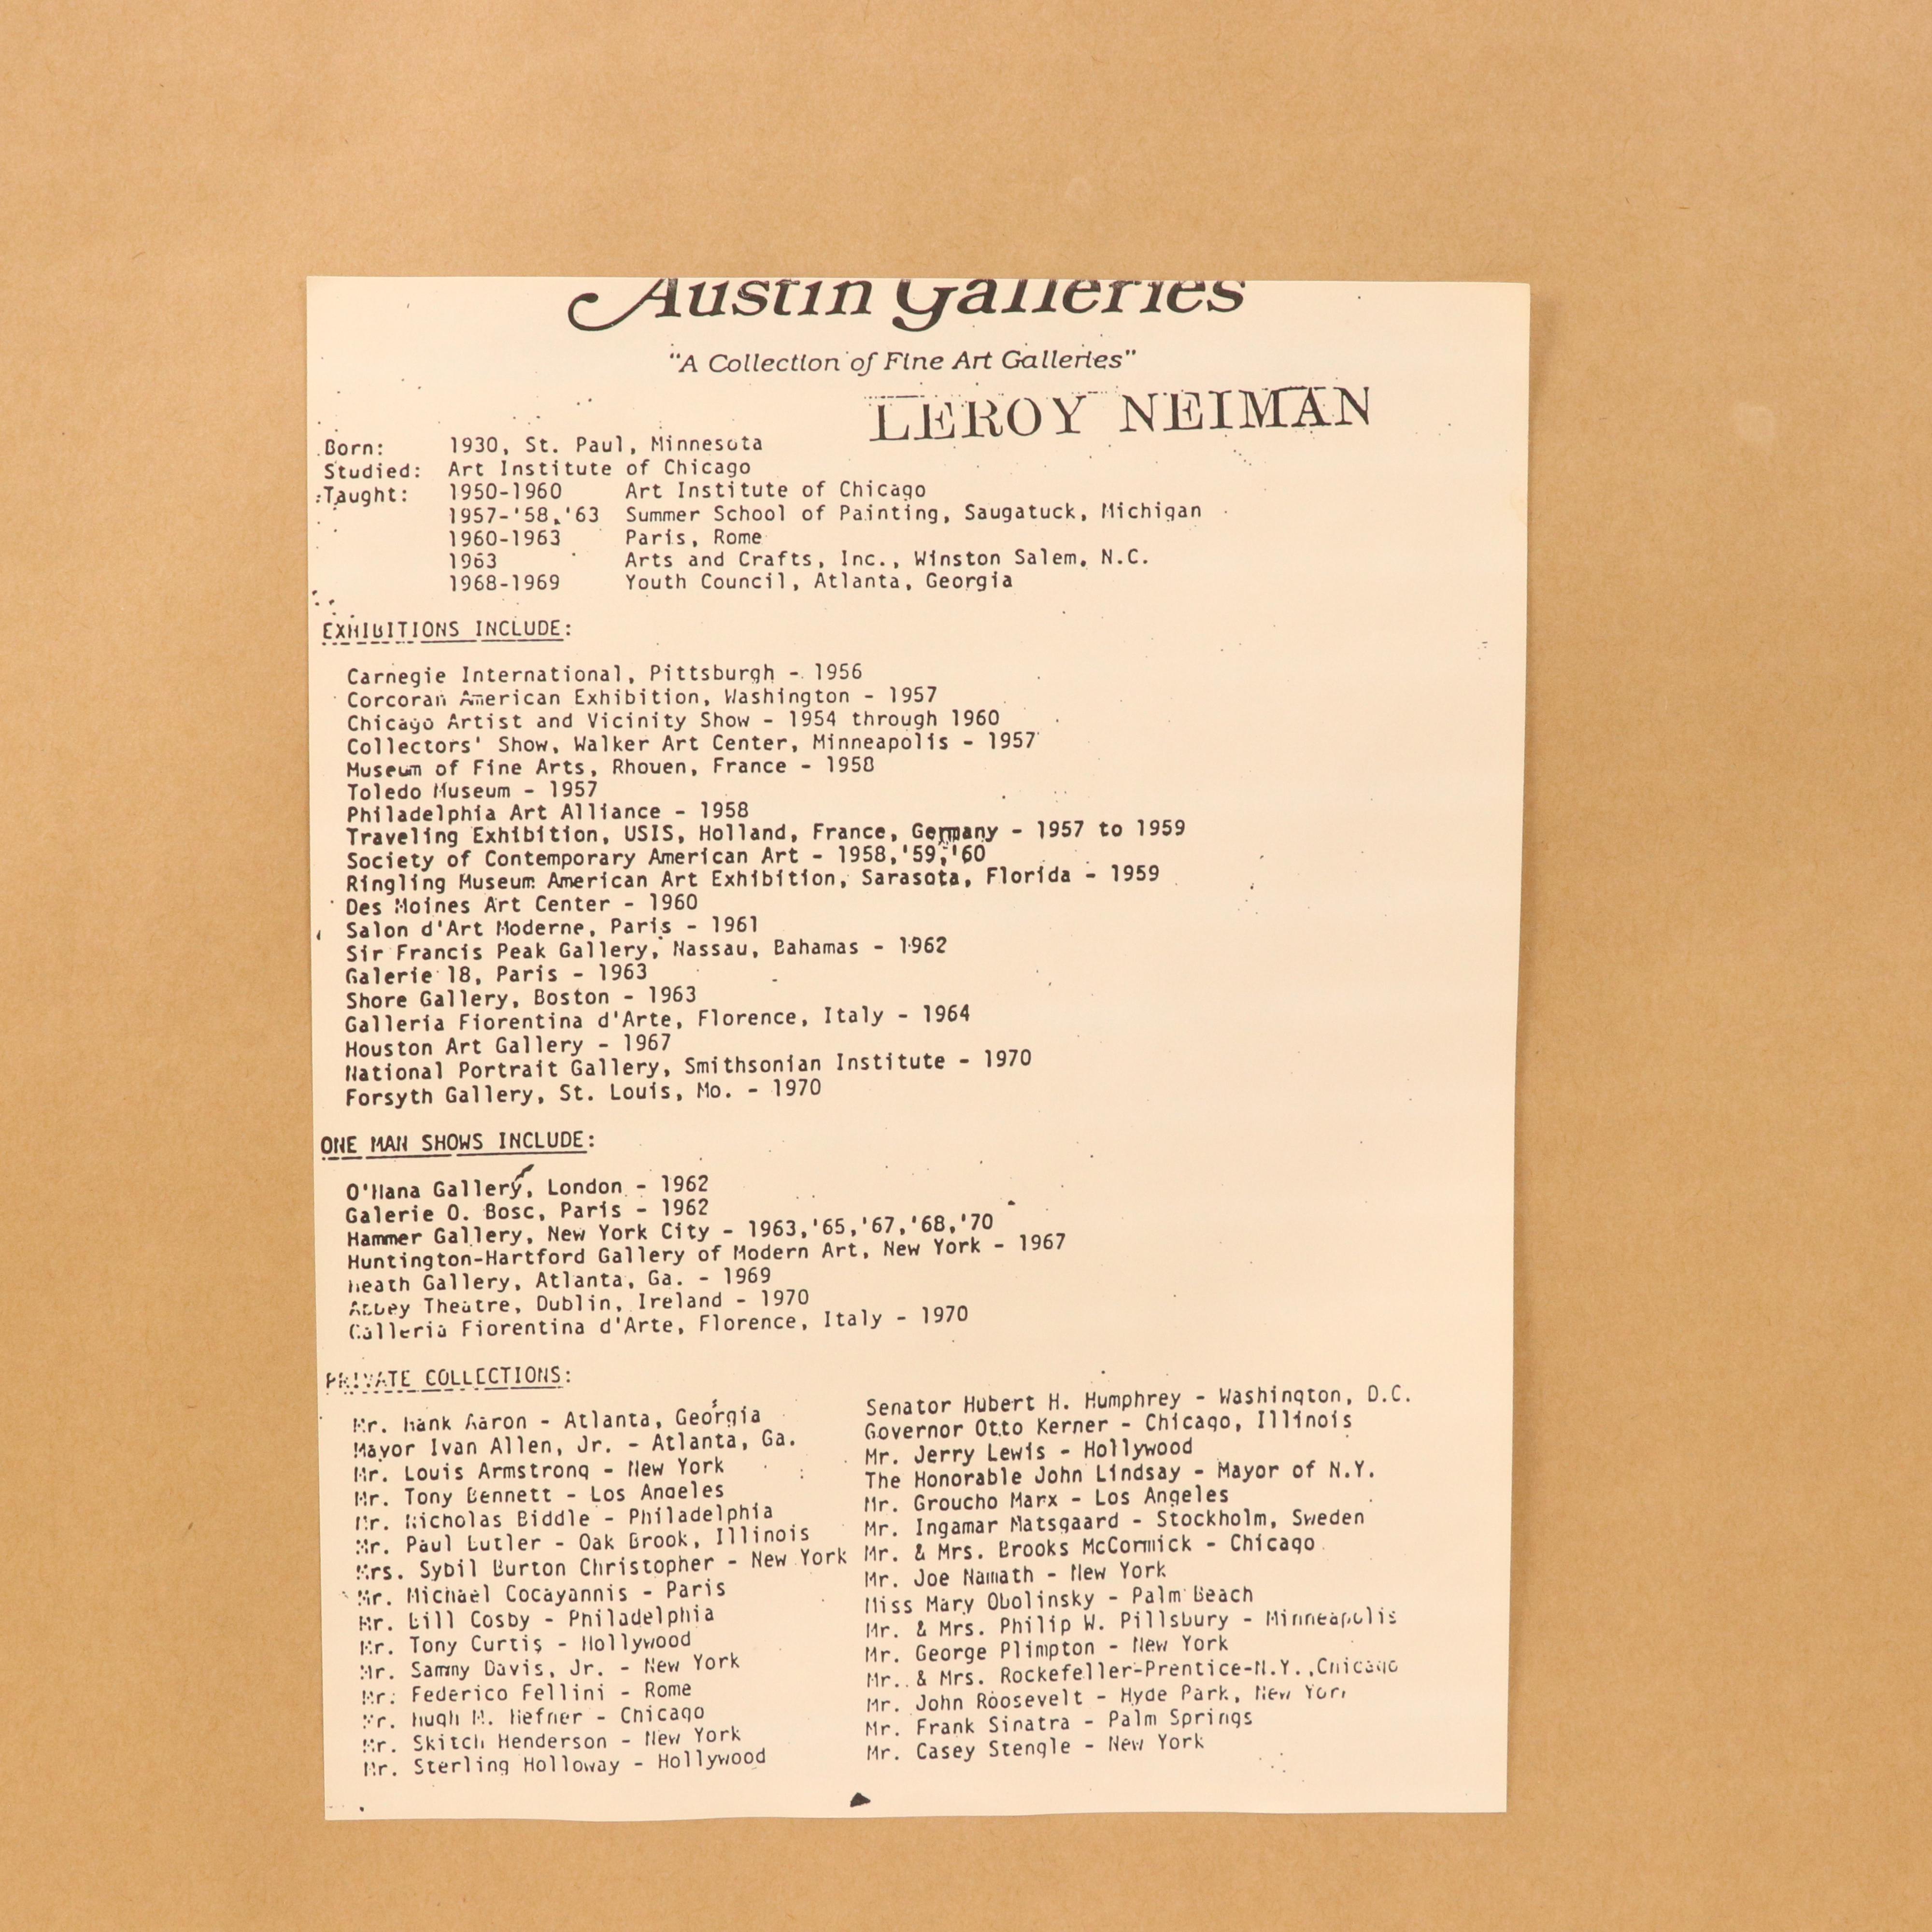 Austin Galleries
"A Collection of Fine Art Galleries"
LEROY NEIMAN
Born: 1930, St. Paul, Minnesota
Studied: Art Institute of Chicago
Taught: 1950-1960 Art Institute of Chicago
1957-'58,'63 Summer School of Painting, Saugatuck, Michigan
1960-1963 Paris, Rome
1963 Arts and Crafts, Inc., Winston Salem, N.C.
1968-1969 Youth Council, Atlanta, Georgia
EXHIBITIONS INCLUDE:
Carnegie International, Pittsburgh - 1956
Corcoran American Exhibition, Washington - 1957
Chicago Artist and Vicinity Show - 1954 through 1960
Collectors' Show, Walker Art Center, Minneapolis - 1957
Museum of Fine Arts, Rhouen, France - 1958
Toledo Museum - 1957
Philadelphia Art Alliance - 1958
Traveling Exhibition, USIS, Holland, France, Germany - 1957 to 1959
Society of Contemporary American Art - 1958,'59,'60
Ringling Museum American Art Exhibition, Sarasota, Florida - 1959
Des Moines Art Center - 1960
Salon d'Art Moderne, Paris - 1961
Sir Francis Peak Gallery, Nassau, Bahamas - 1962
Galerie 18, Paris - 1963
Shore Gallery, Boston - 1963
Galleria Fiorentina d'Arte, Florence, Italy - 1964
Houston Art Gallery - 1967
National Portrait Gallery, Smithsonian Institute - 1970
Forsyth Gallery, St. Louis, Mo. - 1970
ONE MAN SHOWS INCLUDE:
O'Hana Gallery, London - 1962
Galerie O. Bosc, Paris - 1962
Hammer Gallery, New York City - 1963,'65,'67,'68,'70
Huntington-Hartford Gallery of Modern Art, New York - 1967
Heath Gallery, Atlanta, Ga. - 1969
Abbey Theatre, Dublin, Ireland - 1970
Galleria Fiorentina d'Arte, Florence, Italy - 1970
PRIVATE COLLECTIONS:
Mr. Hank Aaron - Atlanta, Georgia
Mayor Ivan Allen, Jr. - Atlanta, Ga.
Mr. Louis Armstrong - New York
Mr. Tony Bennett - Los Angeles
Mr. Nicholas Biddle - Philadelphia
Mr. Paul Butler - Oak Brook, Illinois
Mrs. Sybil Burton Christopher - New York
Mr. Michael Cocayannis - Paris
Mr. Bill Cosby - Philadelphia
Mr. Tony Curtis - Hollywood
Mr. Sammy Davis, Jr. - New York
Mr. Federico Fellini - Rome
Mr. Hugh M. Hefner - Chicago
Mr. Skitch Henderson - New York
Mr. Sterling Holloway - Hollywood
Senator Hubert H. Humphrey - Washington, D.C.
Governor Otto Kerner - Chicago, Illinois
Mr. Jerry Lewis - Hollywood
The Honorable John Lindsay - Mayor of N.Y.
Mr. Groucho Marx - Los Angeles
Mr. Ingamar Matsgaard - Stockholm, Sweden
Mr. & Mrs. Brooks McCormick - Chicago
Mr. Joe Namath - New York
Miss Mary Obolinsky - Palm Beach
Mr. & Mrs. Philip W. Pillsbury - Minneapolis
Mr. George Plimpton - New York
Mr. & Mrs. Rockefeller-Prentice-N.Y.,Chicago
Mr. John Roosevelt - Hyde Park, New York
Mr. Frank Sinatra - Palm Springs
Mr. Casey Stengle - New York